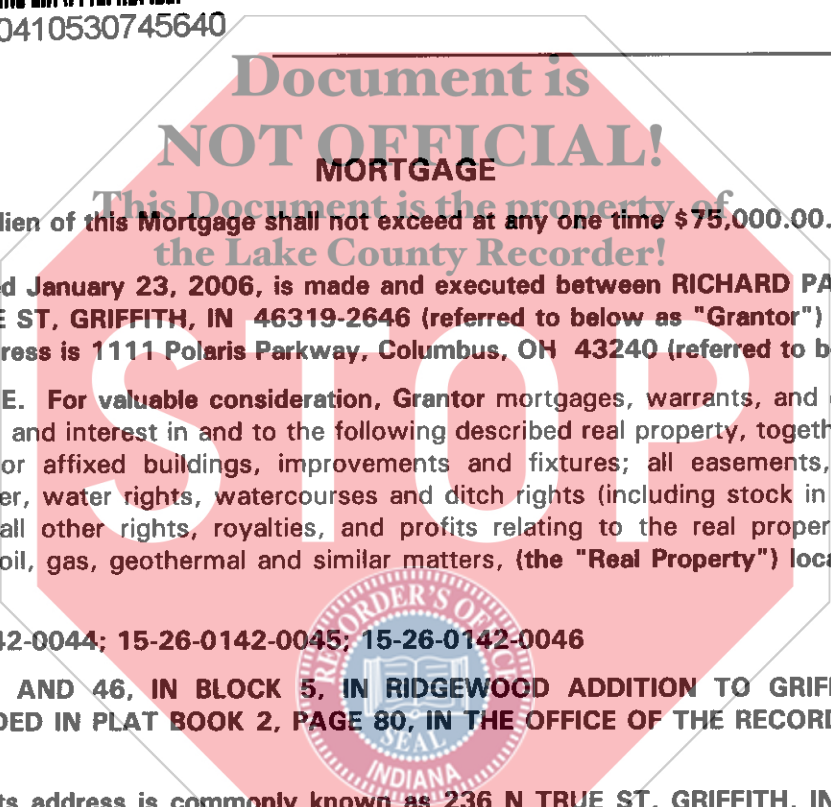 0410530745640
Document is
NOT OFFICIAL!
MORTGAGE
This Document is the property of
lien of this Mortgage shall not exceed at any one time $75,000.00.
the Lake County Recorder!
d January 23, 2006, is made and executed between RICHARD PA
E ST, GRIFFITH, IN 46319-2646 (referred to below as "Grantor")
ress is 1111 Polaris Parkway, Columbus, OH 43240 (referred to b
STOP
E. For valuable consideration, Grantor mortgages, warrants, and
and interest in and to the following described real property, togeth
or affixed buildings, improvements and fixtures; all easements,
er, water rights, watercourses and ditch rights (including stock in
all other rights, royalties, and profits relating to the real proper
oil, gas, geothermal and similar matters, (the "Real Property") loca
42-0044; 15-26-0142-0045; 15-26-0142-0046
AND 46, IN BLOCK 5, IN RIDGEWOOD ADDITION TO GRIFF
DED IN PLAT BOOK 2, PAGE 80, IN THE OFFICE OF THE RECORD
RECORDER'S OFFICE
SEAL
INDIANA
ts address is commonly known as 236 N TRUE ST, GRIFFITH, IN